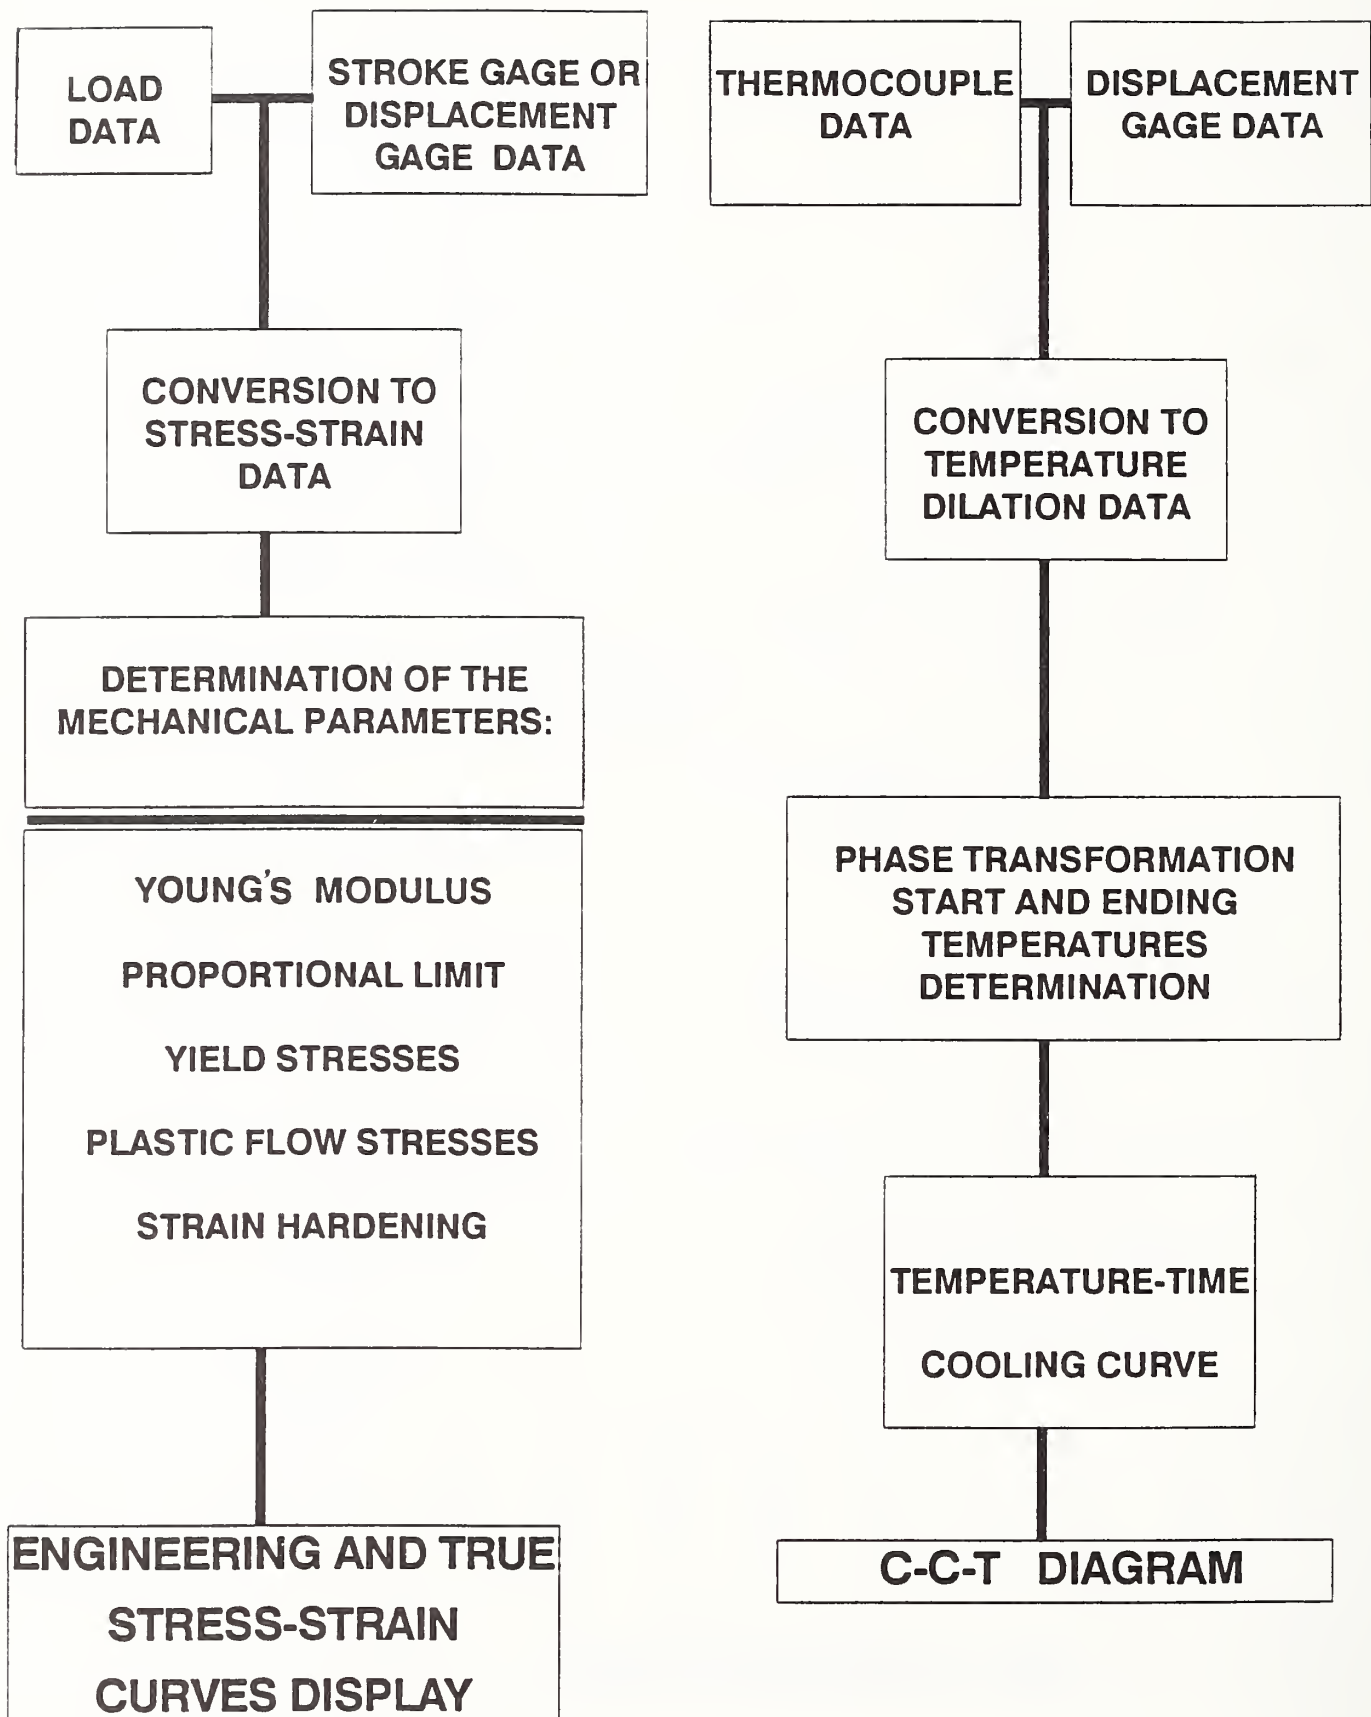 LOAD
DATA
STROKE GAGE OR
DISPLACEMENT
GAGE DATA
CONVERSION TO
STRESS-STRAIN
DATA
DETERMINATION OF THE
MECHANICAL PARAMETERS:
YOUNG'S MODULUS
PROPORTIONAL LIMIT
YIELD STRESSES
PLASTIC FLOW STRESSES
STRAIN HARDENING
ENGINEERING AND TRUE
STRESS-STRAIN
CURVES DISPLAY
THERMOCOUPLE
DATA
DISPLACEMENT
GAGE DATA
CONVERSION TO
TEMPERATURE
DILATION DATA
PHASE TRANSFORMATION
START AND ENDING
TEMPERATURES
DETERMINATION
TEMPERATURE-TIME
COOLING CURVE
C-C-T DIAGRAM